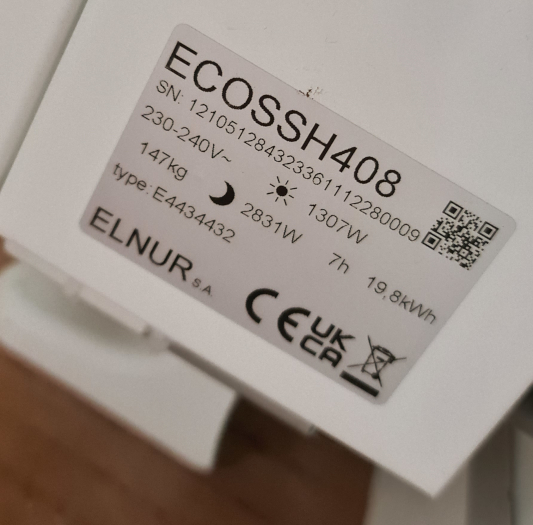 ECOSSH408
SN: 121051284323361112280009
230-240V~
147kg 1307W
2831W 7h 19,8kWh
type: E4434432
ELNUR S.A.
CE UK CA